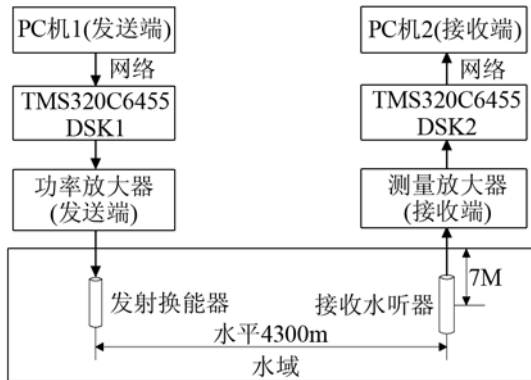 PC机1(发送端)
PC机2(接收端)
网络
网络
TMS320C6455
DSK1
TMS320C6455
DSK2
功率放大器
(发送端)
测量放大器
(接收端)
7M
发射换能器
接收水听器
水平4300m
水域